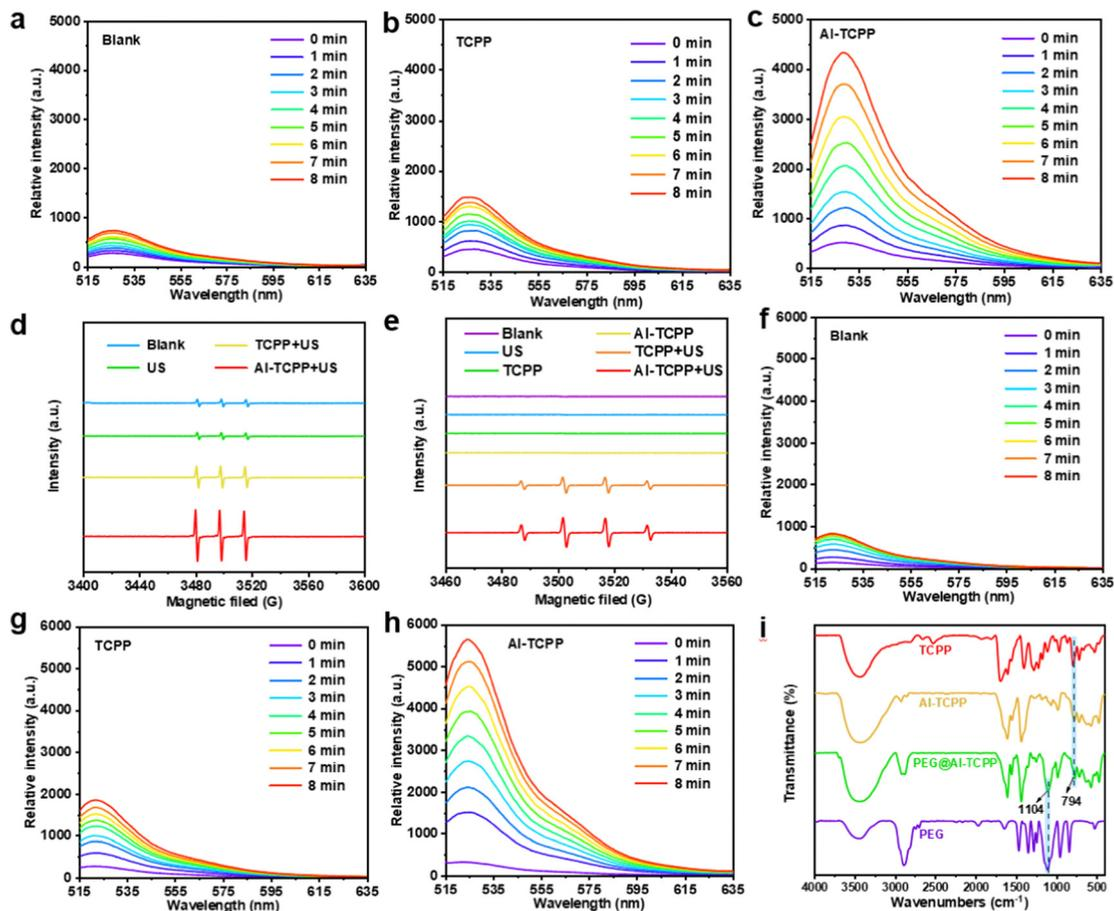 a
Blank
5000
4000
3000
2000
1000
0
Relative intensity (a.u.)
0 min
1 min
2 min
3 min
4 min
5 min
6 min
7 min
8 min
515 535 555 575 595 615 635
Wavelength (nm)
b
TCPP
5000
4000
3000
2000
1000
0
Relative intensity (a.u.)
0 min
1 min
2 min
3 min
4 min
5 min
6 min
7 min
8 min
515 535 555 575 595 615 635
Wavelength (nm)
c
Al-TCPP
5000
4000
3000
2000
1000
0
Relative intensity (a.u.)
0 min
1 min
2 min
3 min
4 min
5 min
6 min
7 min
8 min
515 535 555 575 595 615 635
Wavelength (nm)
d
Blank TCPP+US
US Al-TCPP+US
Intensity (a.u.)
3400 3440 3480 3520 3560 3600
Magnetic filed (G)
e
Blank Al-TCPP
US TCPP+US
TCPP Al-TCPP+US
Intensity (a.u.)
3460 3480 3500 3520 3540 3560
Magnetic filed (G)
f
Blank
6000
5000
4000
3000
2000
1000
0
Relative intensity (a.u.)
0 min
1 min
2 min
3 min
4 min
5 min
6 min
7 min
8 min
515 535 555 575 595 615 635
Wavelength (nm)
g
TCPP
6000
5000
4000
3000
2000
1000
0
Relative intensity (a.u.)
0 min
1 min
2 min
3 min
4 min
5 min
6 min
7 min
8 min
515 535 555 575 595 615 635
Wavelength (nm)
h
Al-TCPP
6000
5000
4000
3000
2000
1000
0
Relative intensity (a.u.)
0 min
1 min
2 min
3 min
4 min
5 min
6 min
7 min
8 min
515 535 555 575 595 615 635
Wavelength (nm)
i
TCPP
Al-TCPP
PEG@Al-TCPP
1104 794
PEG
Transmittance (%)
4000 3500 3000 2500 2000 1500 1000 500
Wavenumbers (cm⁻¹)